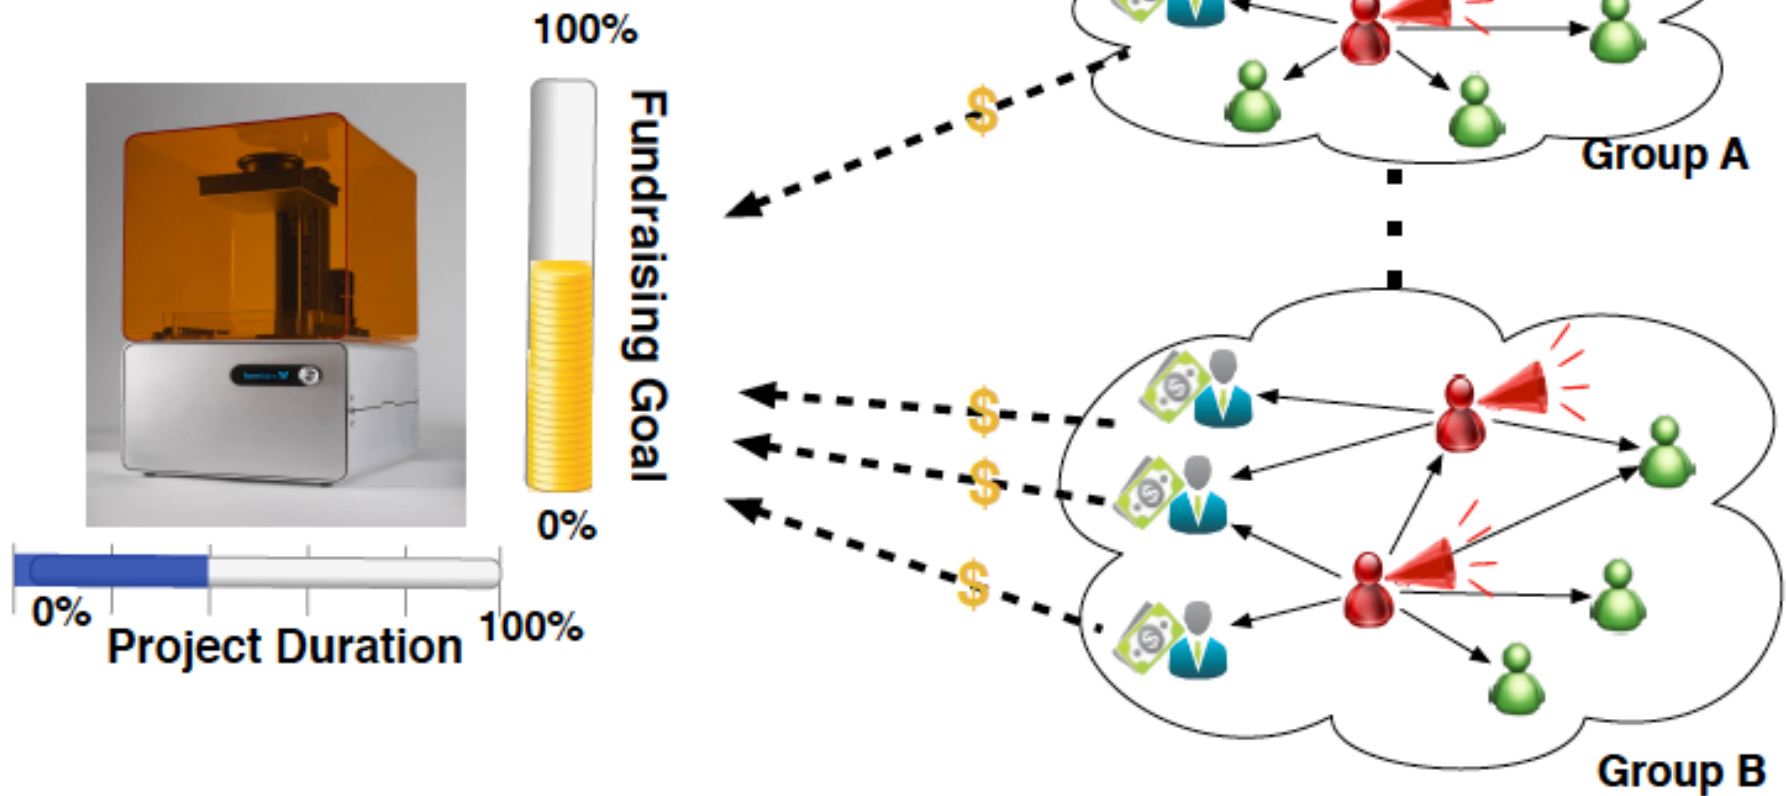 100%
Fundraising Goal
0%
0%
100%
Project Duration
$
Group A
$
$
$
Group B